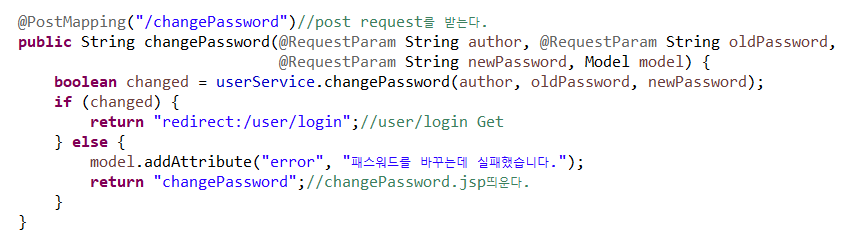 @PostMapping("/changePassword")//post request를 받는다.
public String changePassword(@RequestParam String author, @RequestParam String oldPassword,
@RequestParam String newPassword, Model model) {
boolean changed = userService.changePassword(author, oldPassword, newPassword);
if (changed) {
return "redirect:/user/login";//user/login Get
} else {
model.addAttribute("error", "패스워드를 바꾸는데 실패했습니다.");
return "changePassword";//changePassword.jsp띄운다.
}
}